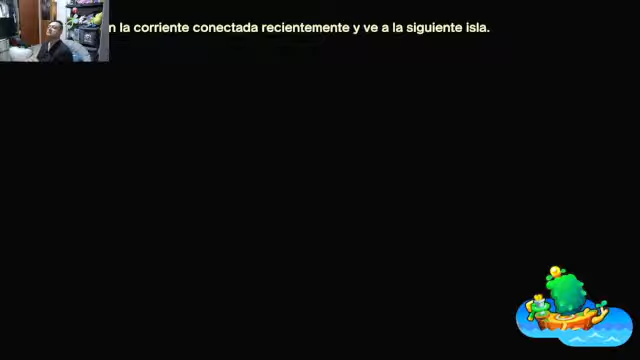 la corriente conectada recientemente y ve a la siguiente isla.